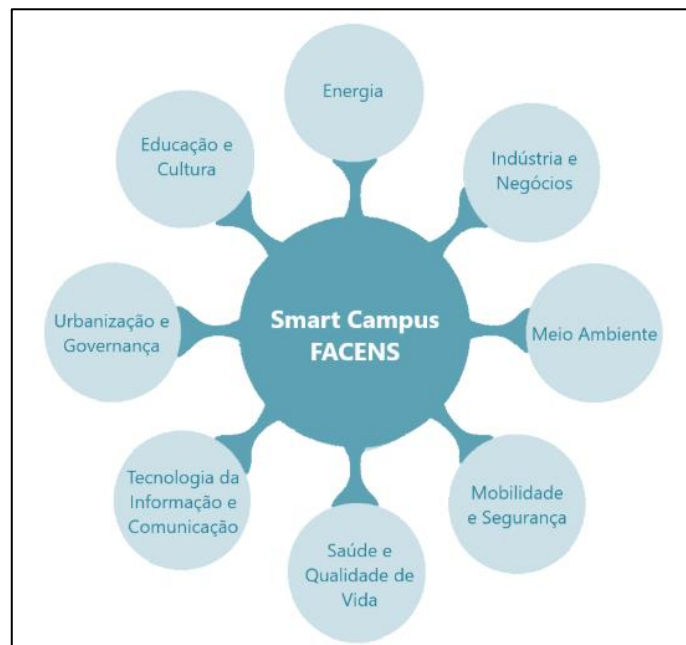 Energia
Educação e
Cultura
Indústria e
Negócios
Urbanização e
Governança
Smart Campus
FACENS
Meio Ambiente
Tecnologia da
Informação e
Comunicação
Mobilidade
e Segurança
Saúde e
Qualidade de
Vida